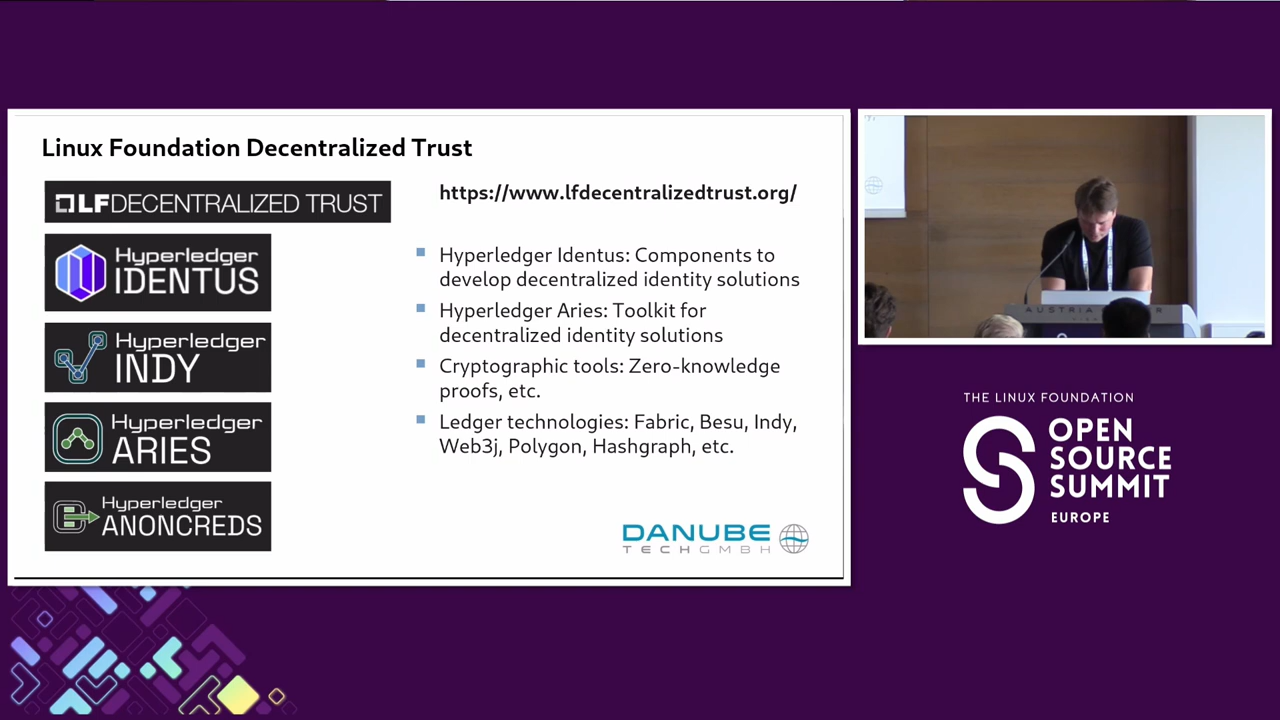 Linux Foundation Decentralized Trust
LF DECENTRALIZED TRUST
Hyperledger
IDENTUS
Hyperledger
INDY
Hyperledger
ARIES
Hyperledger
ANONCREDS
https://www.lfdecentralizedtrust.org/
Hyperledger Identus: Components to
develop decentralized identity solutions
Hyperledger Aries: Toolkit for
decentralized identity solutions
Cryptographic tools: Zero-knowledge
proofs, etc.
Ledger technologies: Fabric, Besu, Indy,
Web3j, Polygon, Hashgraph, etc.
DANUBE
TECH GMBH
AUSTRIA
THE LINUX FOUNDATION
OPEN
SOURCE
SUMMIT
EUROPE